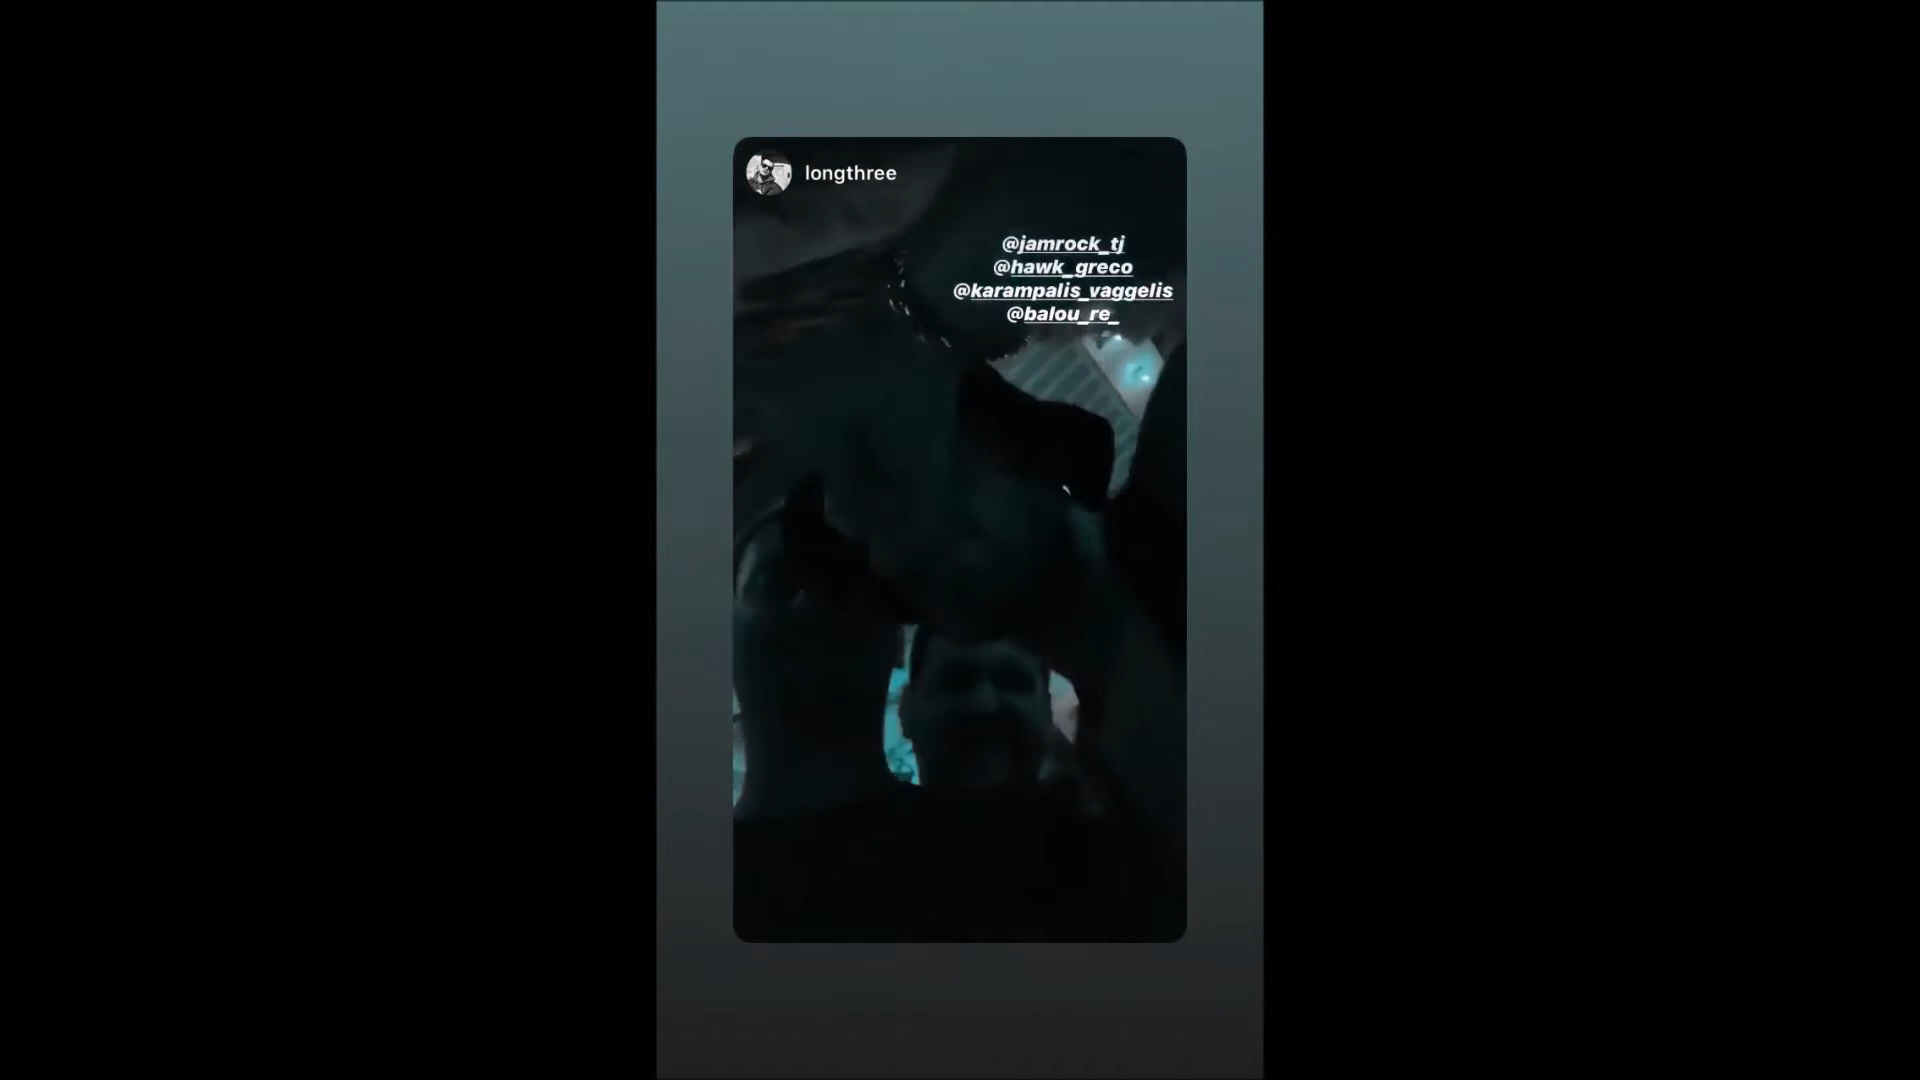 longthree
@jamrock_tj
@hawk_greco
@karampalis_vaggelis
@balou_re_